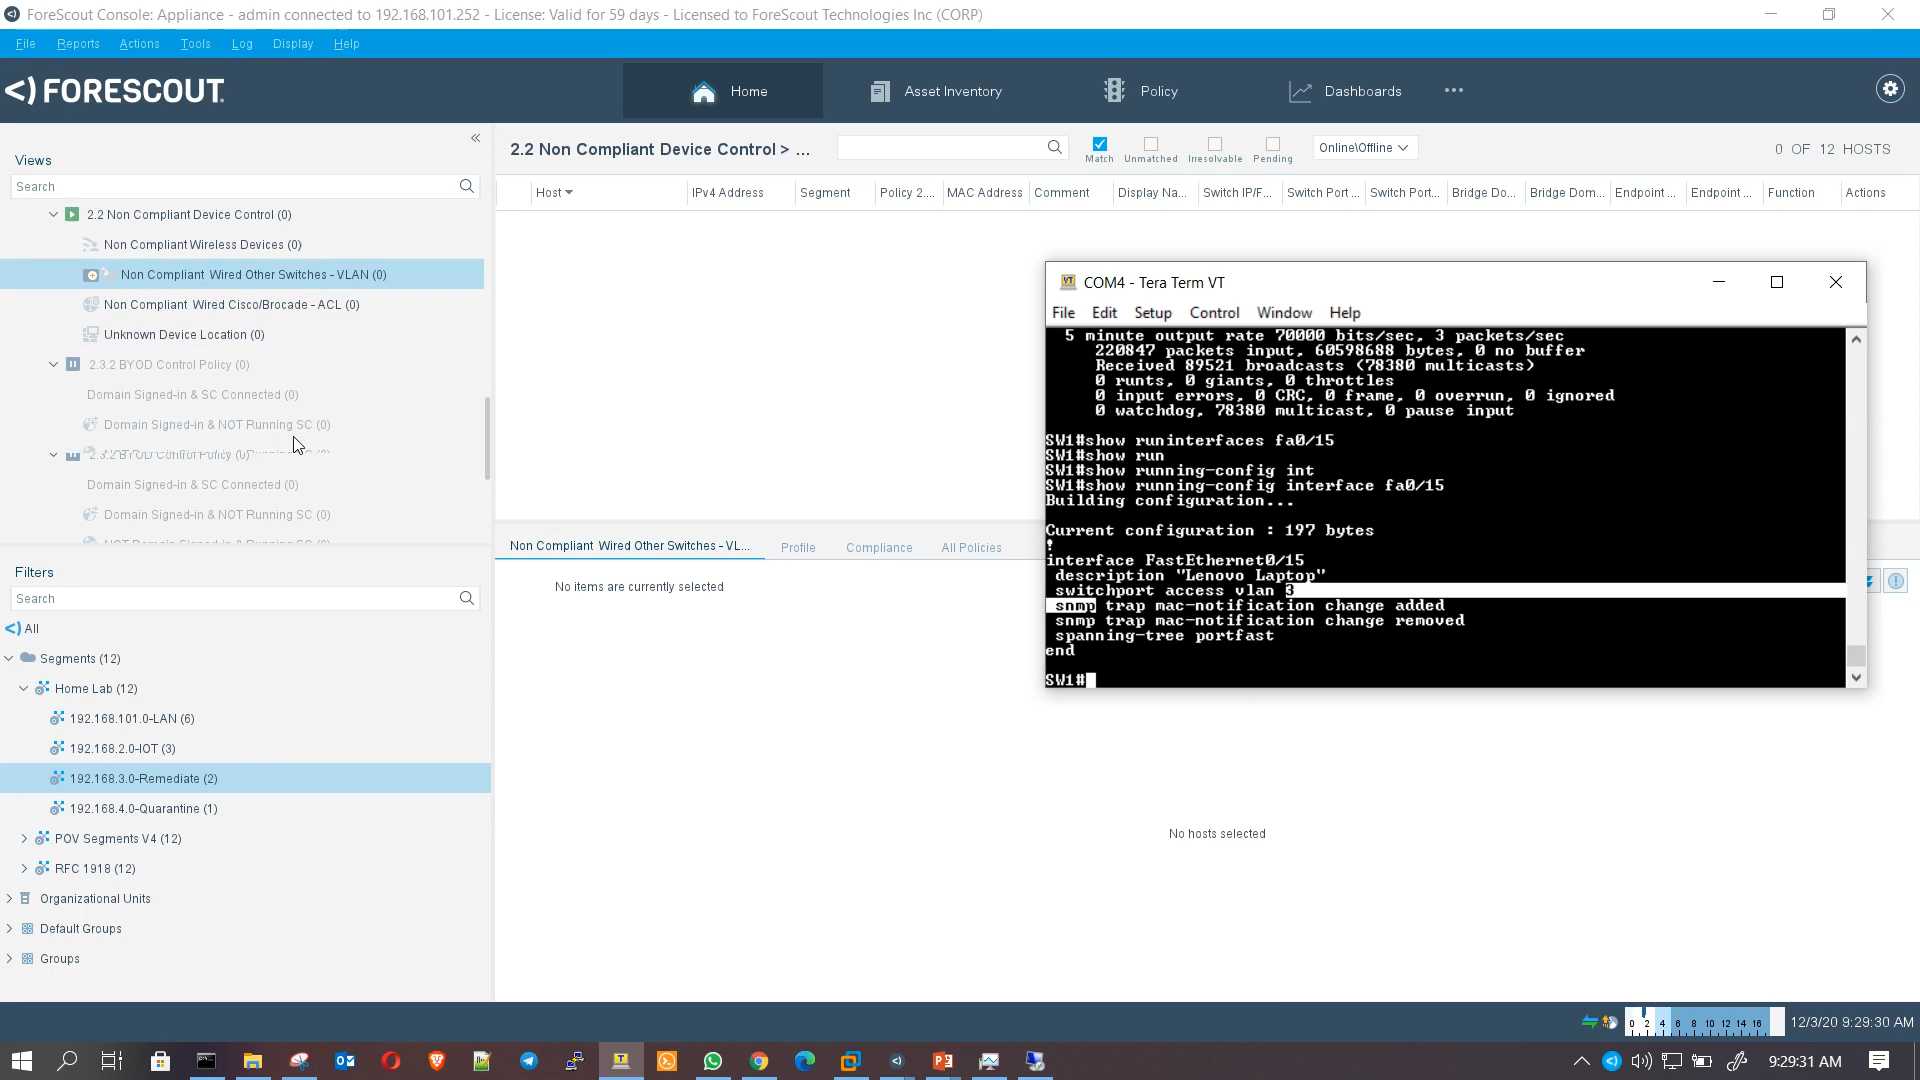 ForeScout Console: Appliance - admin connected to 192.168.101.252 - License: Valid for 59 days - Licensed to ForeScout Technologies Inc (CORP)
File Reports Actions Tools Log Display Help
FORESCOUT. Home Asset Inventory Policy Dashboards
Views
Search
2.2 Non Compliant Device Control (0)
Non Compliant Wireless Devices (0)
Non Compliant Wired Other Switches - VLAN (0)
Non Compliant Wired Cisco/Brocade - ACL (0)
Unknown Device Location (0)
2.3.2 BYOD Control Policy (0)
Domain Signed-in & SC Connected (0)
Domain Signed-in & NOT Running SC (0)
2.3.2 BYOD Control Policy (0)
Domain Signed-in & SC Connected (0)
Domain Signed-in & NOT Running SC (0)
Filters
Search
All
Segments (12)
Home Lab (12)
192.168.101.0-LAN (6)
192.168.2.0-IOT (3)
192.168.3.0-Remediate (2)
192.168.4.0-Quarantine (1)
POV Segments V4 (12)
RFC 1918 (12)
Organizational Units
Default Groups
Groups
2.2 Non Compliant Device Control > ...
Match Unmatched Irresolvable Pending
Online\Offline
0 OF 12 HOSTS
Host IPv4 Address Segment Policy 2.... MAC Address Comment Display Na... Switch IP/F... Switch Port ... Switch Port... Bridge Do... Bridge Dom... Endpoint ... Endpoint ... Function Actions
Non Compliant Wired Other Switches - VL... Profile Compliance All Policies
No items are currently selected
No hosts selected
COM4 - Tera Term VT
File Edit Setup Control Window Help
5 minute output rate 70000 bits/sec, 3 packets/sec
220847 packets input, 60598688 bytes, 0 no buffer
Received 89521 broadcasts (78380 multicasts)
0 runts, 0 giants, 0 throttles
0 input errors, 0 CRC, 0 frame, 0 overrun, 0 ignored
0 watchdog, 78380 multicast, 0 pause input
SW1#show runinterfaces fa0/15
SW1#show run
SW1#show running-config int
SW1#show running-config interface fa0/15
Building configuration...
Current configuration : 197 bytes
!
interface FastEthernet0/15
description "Lenovo Laptop"
switchport access vlan 3
snmp trap mac-notification change added
snmp trap mac-notification change removed
spanning-tree portfast
end
SW1#
0 2 4 6 8 10 12 14 16
12/3/20 9:29:30 AM
9:29:31 AM